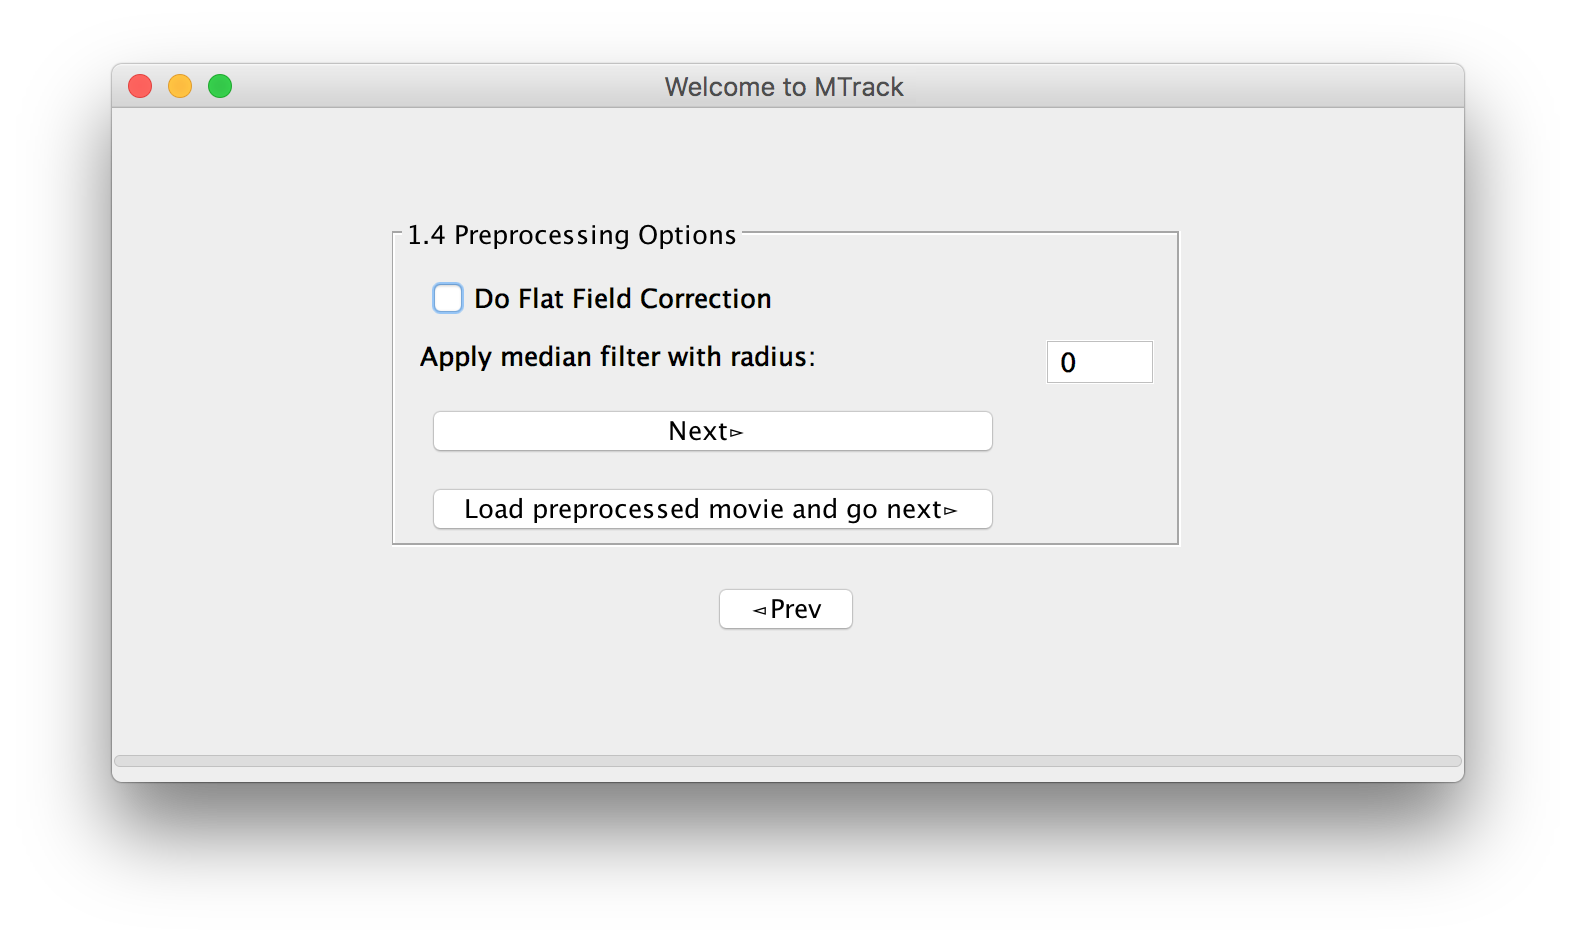 Welcome to MTrack
1.4 Preprocessing Options
Do Flat Field Correction
Apply median filter with radius:
0
Next▻
Load preprocessed movie and go next▻
◅Prev